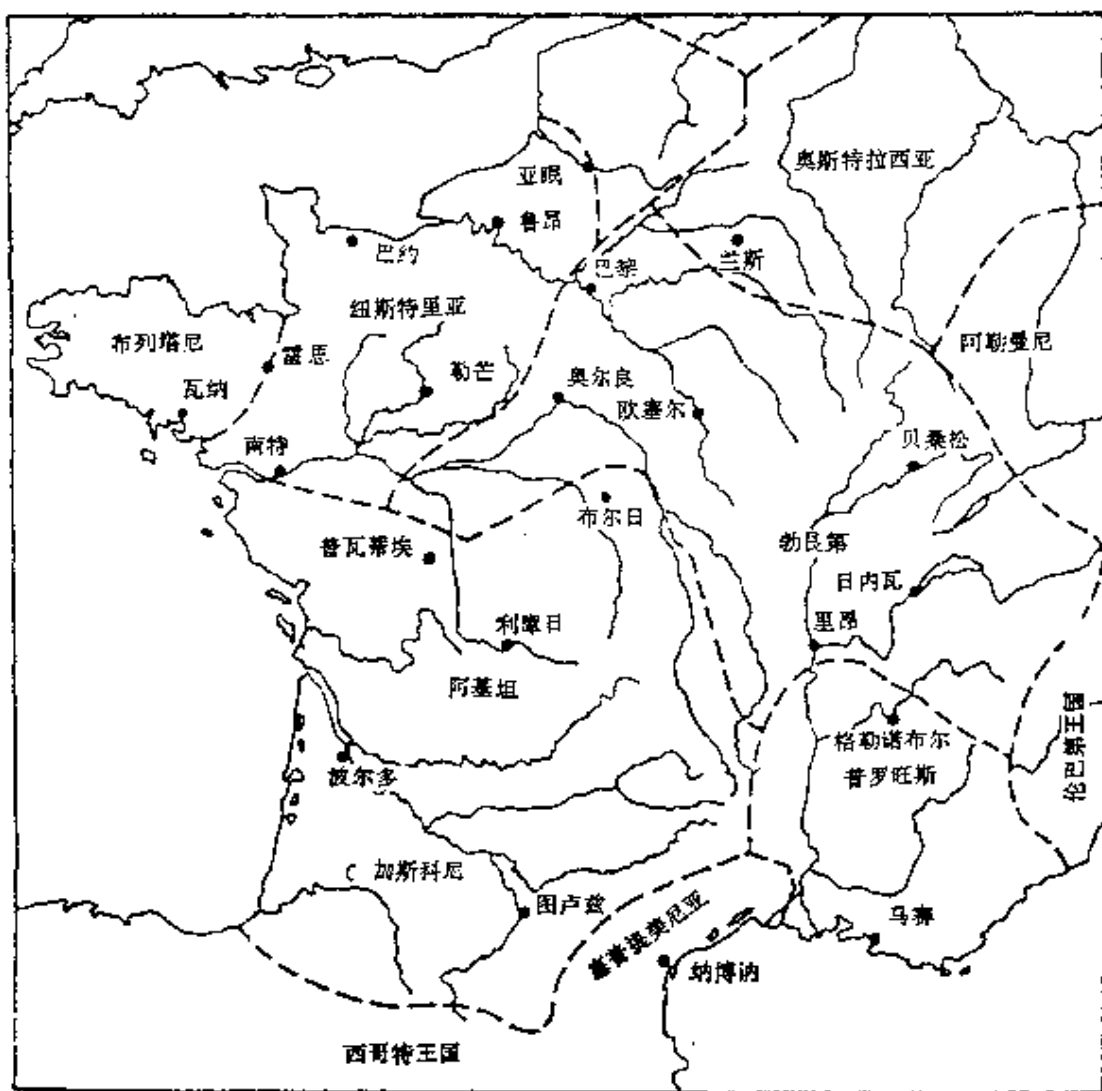 亚眠
奥斯特拉西亚
鲁昂
巴约
兰斯
巴黎
纽斯特里亚
布列塔尼
雷恩
阿勒曼尼
瓦纳
勒芒
奥尔良
欧塞尔
南特
贝桑松
布尔日
普瓦蒂埃
勃艮第
日内瓦
利摩日
里昂
阿基坦
格勒诺布尔
波尔多
普罗旺斯
伦巴第王国
C 加斯科尼
图卢兹
塞普提美尼亚
马赛
纳博讷
西哥特王国